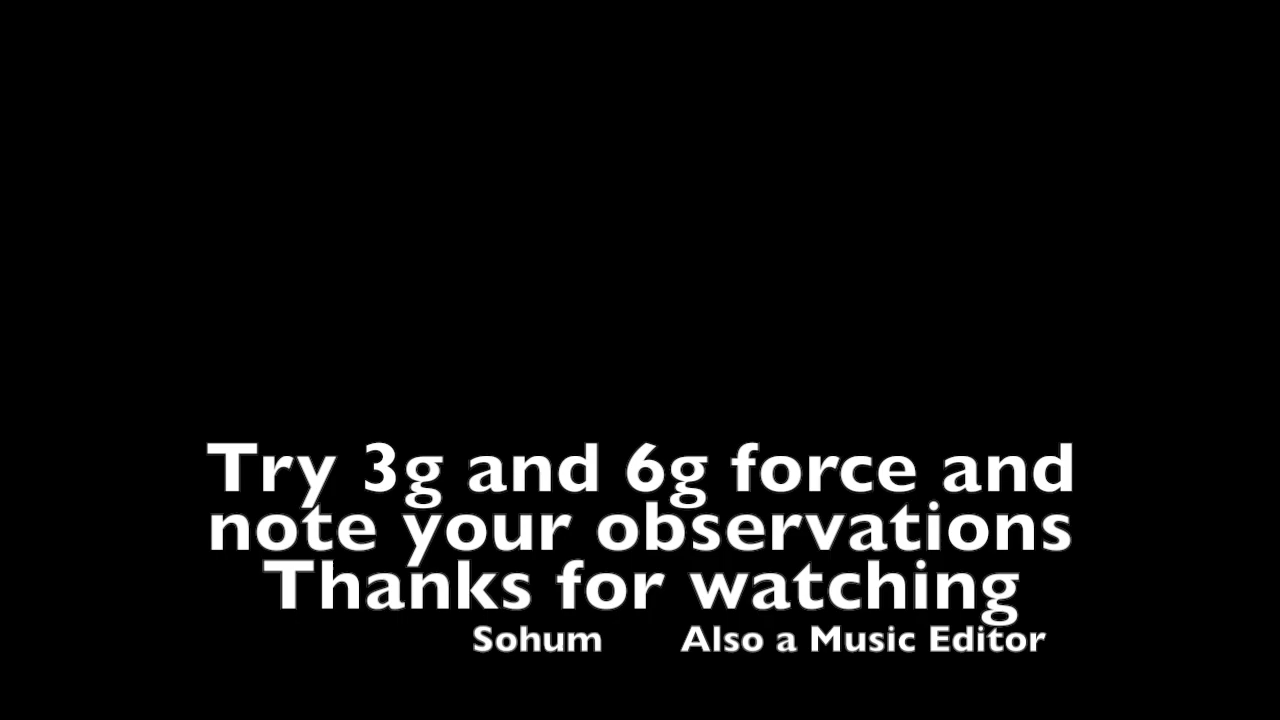 Try 3g and 6g force and
note your observations
Thanks for watching
Sohum Also a Music Editor